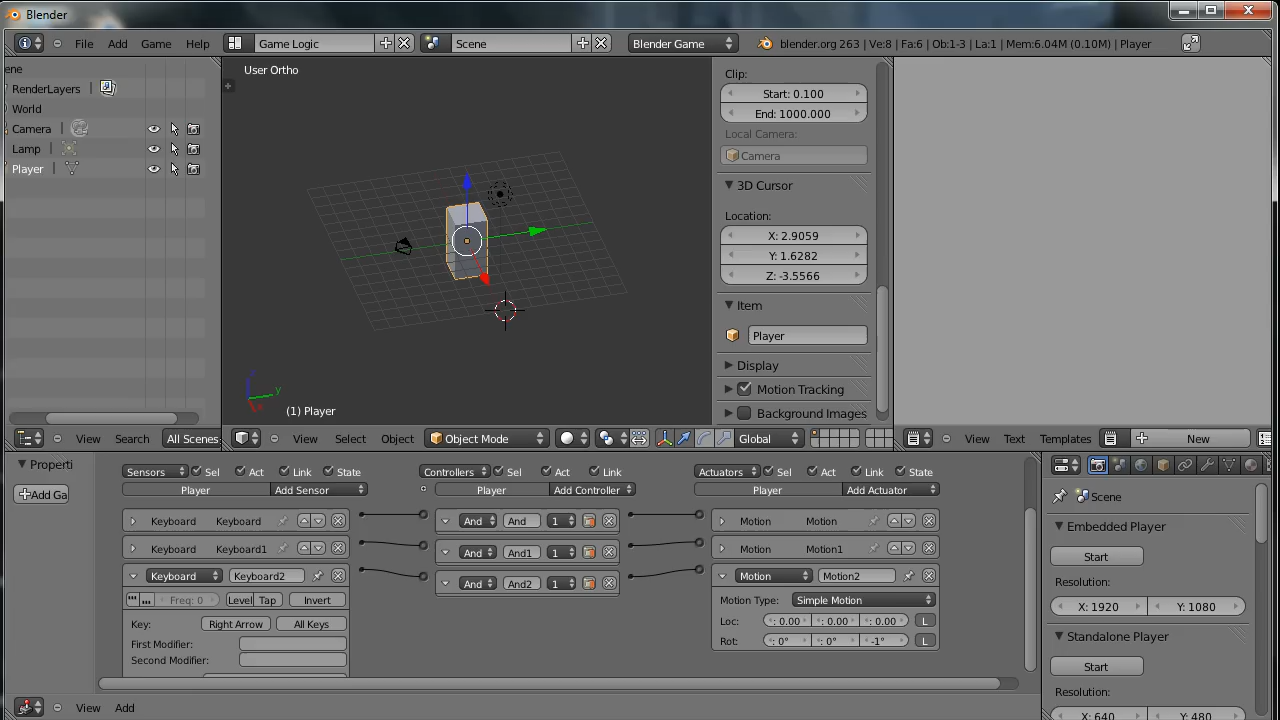 Blender
File Add Game Help Game Logic Scene Blender Game blender.org 263 | Ve:8 | Fa:6 | Ob:1-3 | La:1 | Mem:6.04M (0.10M) | Player
ene
RenderLayers
World
Camera
Lamp
Player
View Search All Scenes
User Ortho
z
y
x
(1) Player
View Select Object Object Mode Global
Clip:
Start: 0.100
End: 1000.000
Local Camera:
Camera
3D Cursor
Location:
X: 2.9059
Y: 1.6282
Z: -3.5566
Item
Player
Display
Motion Tracking
Background Images
View Text Templates New
Properti
Add Ga
Sensors Sel Act Link State
Player Add Sensor
Keyboard Keyboard
Keyboard Keyboard1
Keyboard Keyboard2
Freq: 0 Level Tap Invert
Key: Right Arrow All Keys
First Modifier:
Second Modifier:
Controllers Sel Act Link
Player Add Controller
And And 1
And And1 1
And And2 1
Actuators Sel Act Link State
Player Add Actuator
Motion Motion
Motion Motion1
Motion Motion2
Motion Type: Simple Motion
Loc: : 0.00 : 0.00 : 0.00 L
Rot: : 0° : 0° -1° L
View Add
Scene
Embedded Player
Start
Resolution:
X: 1920 Y: 1080
Standalone Player
Start
Resolution:
X: 640 Y: 480